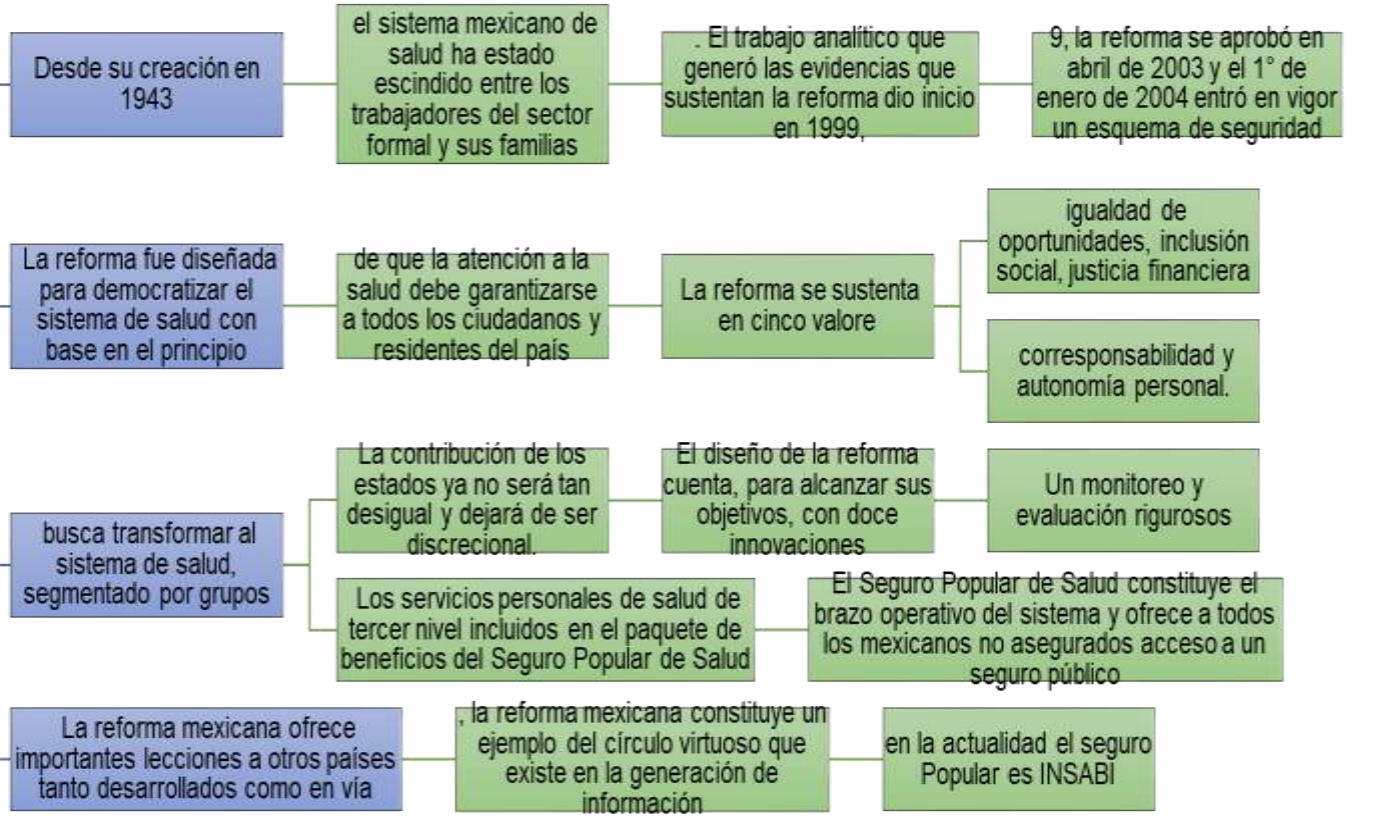 Desde su creación en
1943
el sistema mexicano de
salud ha estado
escindido entre los
trabajadores del sector
formal y sus familias
. El trabajo analítico que
generó las evidencias que
sustentan la reforma dio inicio
en 1999,
9, la reforma se aprobó en
abril de 2003 y el 1° de
enero de 2004 entró en vigor
un esquema de seguridad
La reforma fue diseñada
para democratizar el
sistema de salud con
base en el principio
de que la atención a la
salud debe garantizarse
a todos los ciudadanos y
residentes del país
La reforma se sustenta
en cinco valore
igualdad de
oportunidades, inclusión
social, justicia financiera
corresponsabilidad y
autonomía personal.
busca transformar al
sistema de salud,
segmentado por grupos
La contribución de los
estados ya no será tan
desigual y dejará de ser
discrecional.
El diseño de la reforma
cuenta, para alcanzar sus
objetivos, con doce
innovaciones
Un monitoreo y
evaluación rigurosos
Los servicios personales de salud de
tercer nivel incluidos en el paquete de
beneficios del Seguro Popular de Salud
El Seguro Popular de Salud constituye el
brazo operativo del sistema y ofrece a todos
los mexicanos no asegurados acceso a un
seguro público
La reforma mexicana ofrece
importantes lecciones a otros países
tanto desarrollados como en vía
, la reforma mexicana constituye un
ejemplo del círculo virtuoso que
existe en la generación de
información
en la actualidad el seguro
Popular es INSABI